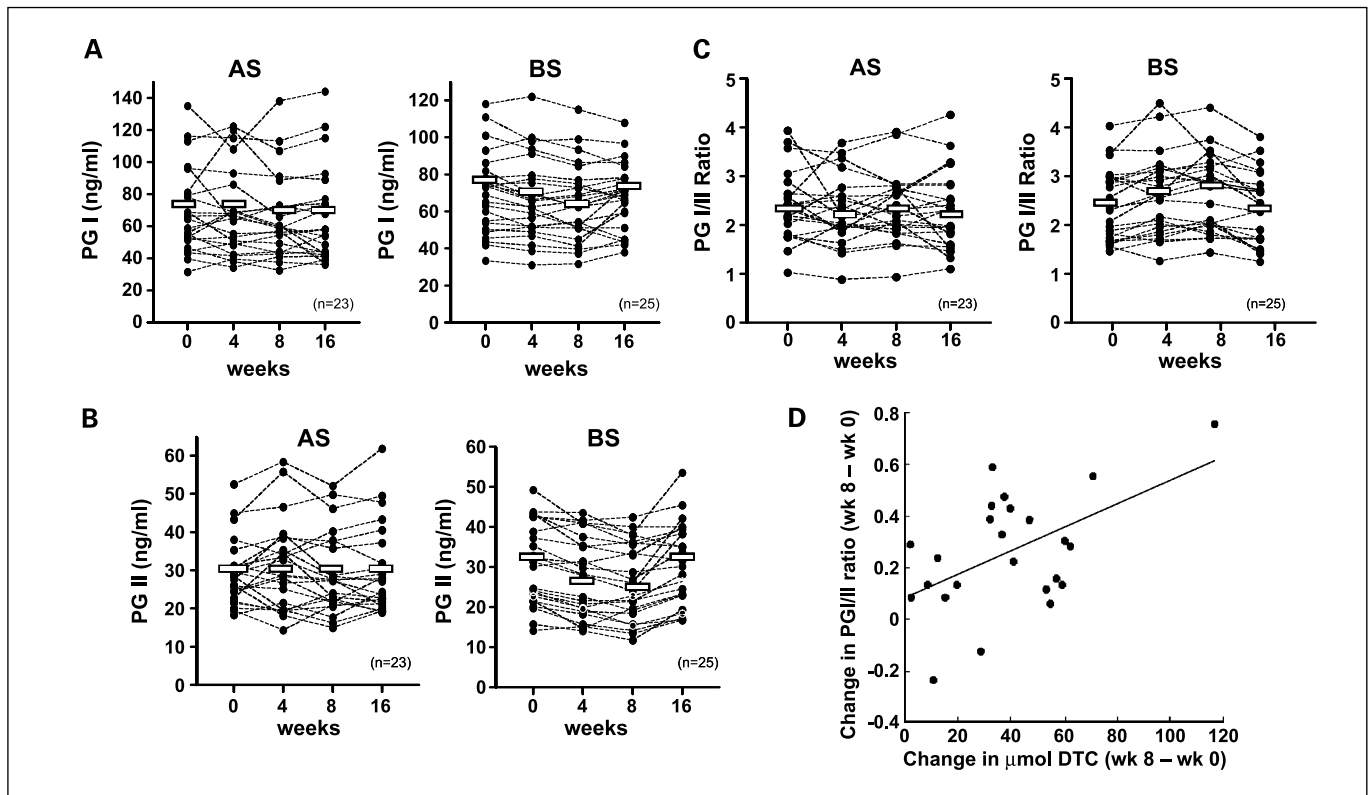 A
AS
PG I (ng/ml)
140
120
100
80
60
40
20
0
(n=23)
0 4 8 16
weeks
BS
PG I (ng/ml)
120
100
80
60
40
20
0
(n=25)
0 4 8 16
weeks
B
AS
PG II (ng/ml)
60
50
40
30
20
10
0
(n=23)
0 4 8 16
weeks
BS
PG II (ng/ml)
60
50
40
30
20
10
0
(n=25)
0 4 8 16
weeks
C
AS
PG I/II Ratio
5
4
3
2
1
0
(n=23)
0 4 8 16
weeks
BS
PG I/II Ratio
5
4
3
2
1
0
(n=25)
0 4 8 16
weeks
D
Change in PGI/II ratio (wk 8 – wk 0)
0.8
0.6
0.4
0.2
0
-0.2
-0.4
0 20 40 60 80 100 120
Change in μmol DTC (wk 8 – wk 0)